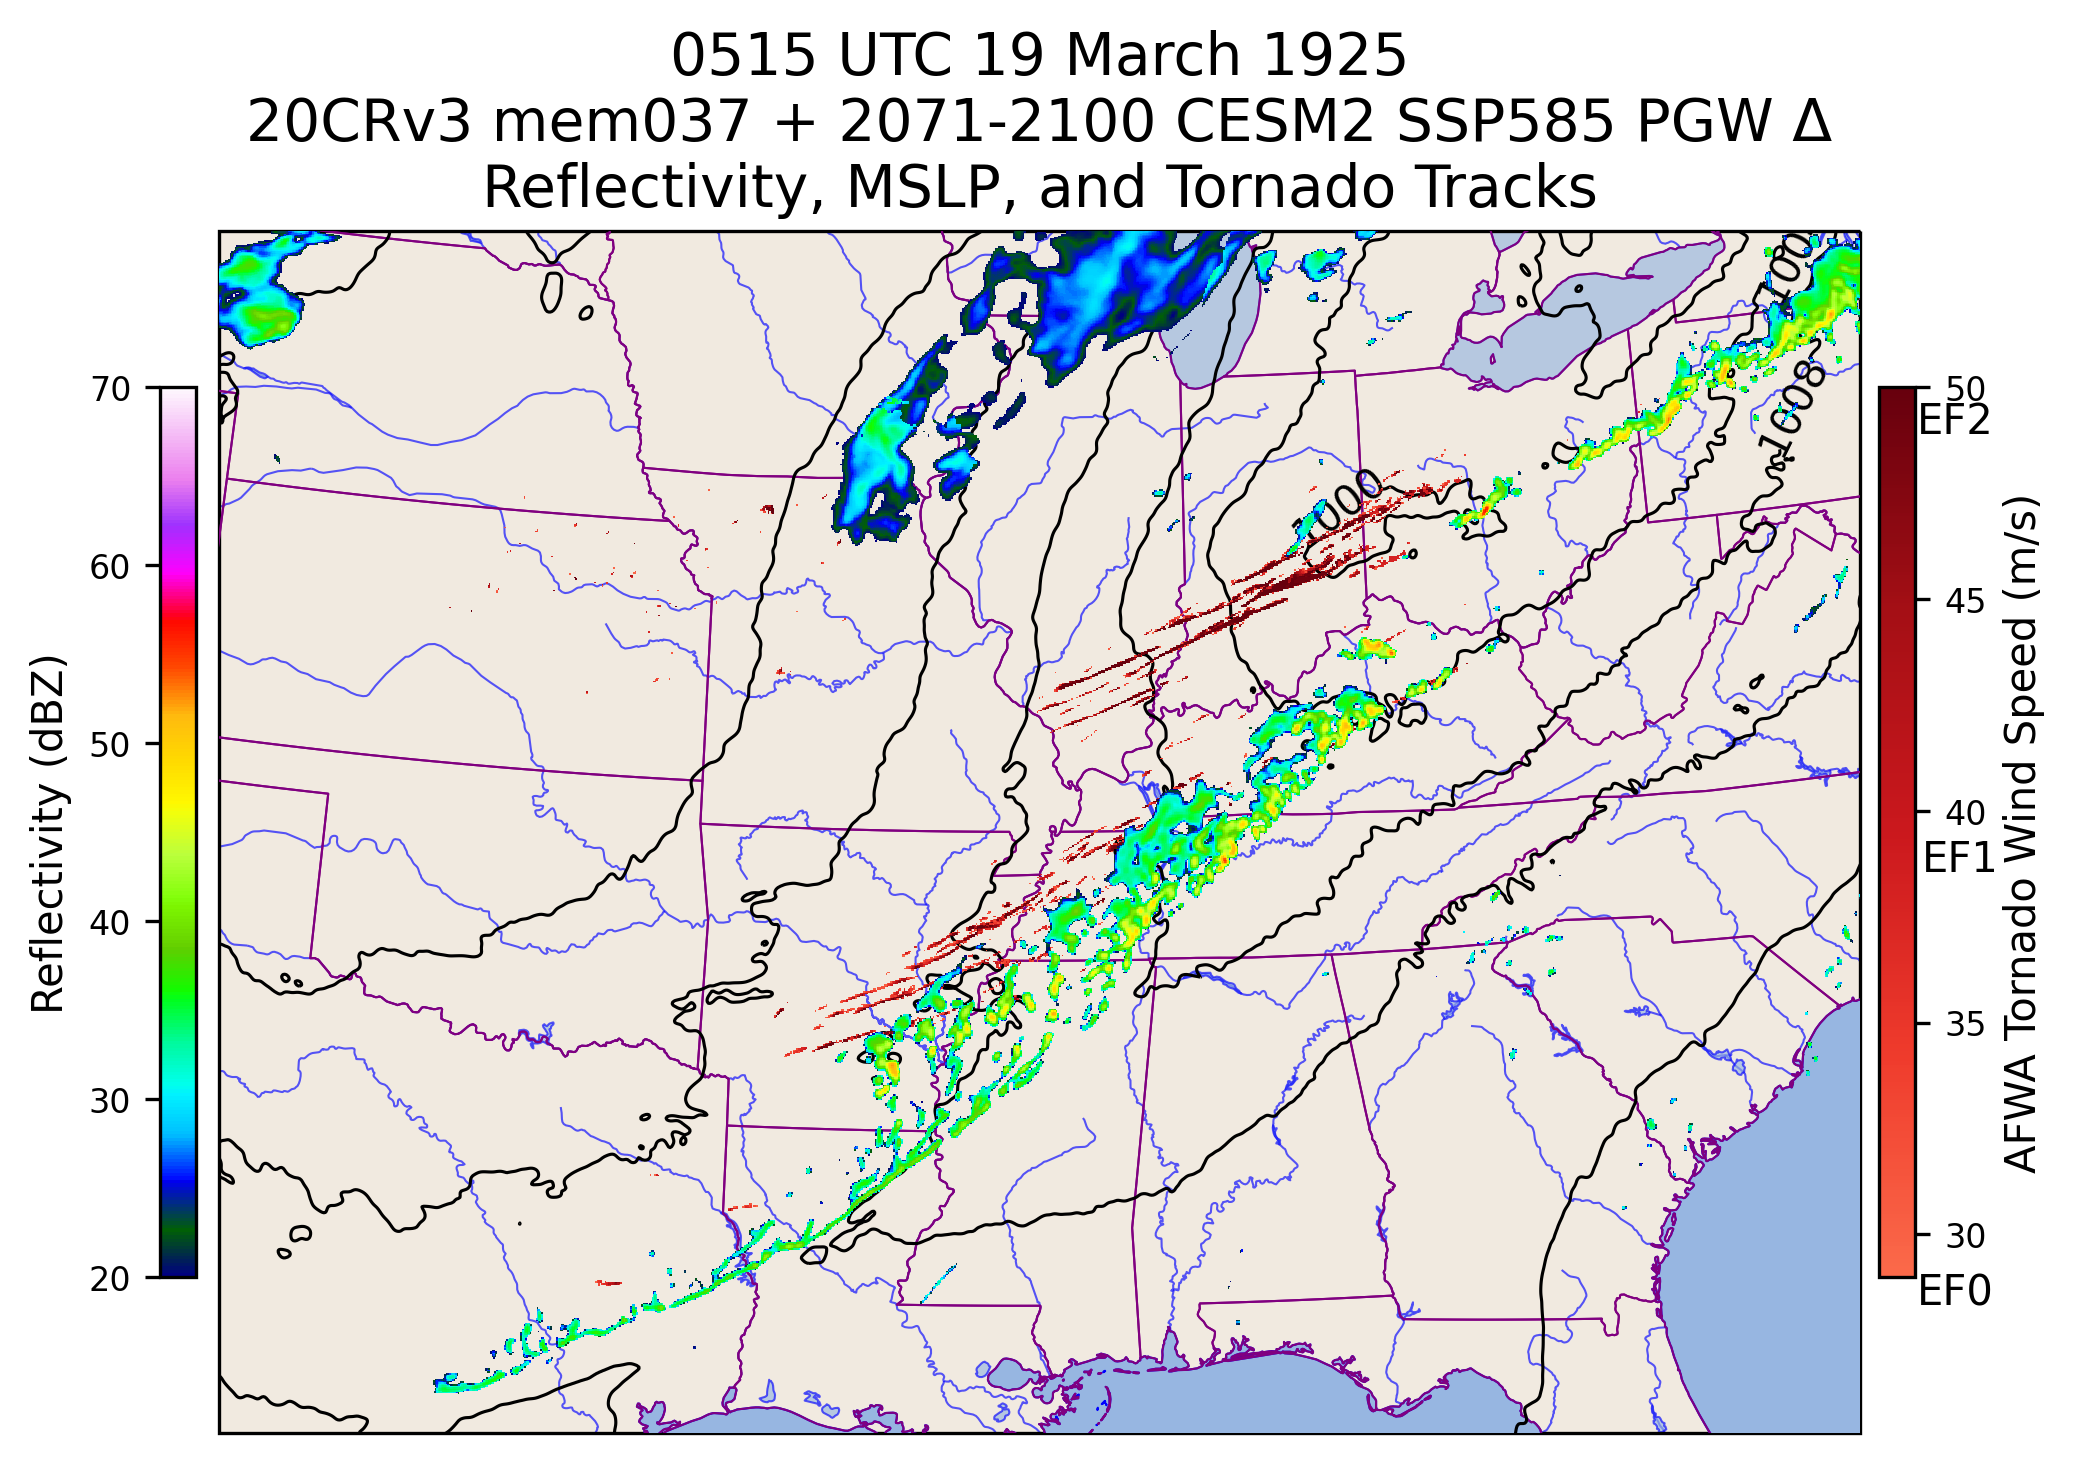 0515 UTC 19 March 1925
20CRv3 mem037 + 2071-2100 CESM2 SSP585 PGW Δ
Reflectivity, MSLP, and Tornado Tracks
70
60
50
40
30
20
Reflectivity (dBZ)
1000
1008
50
EF2
45
40
EF1
35
30
EF0
AFWA Tornado Wind Speed (m/s)